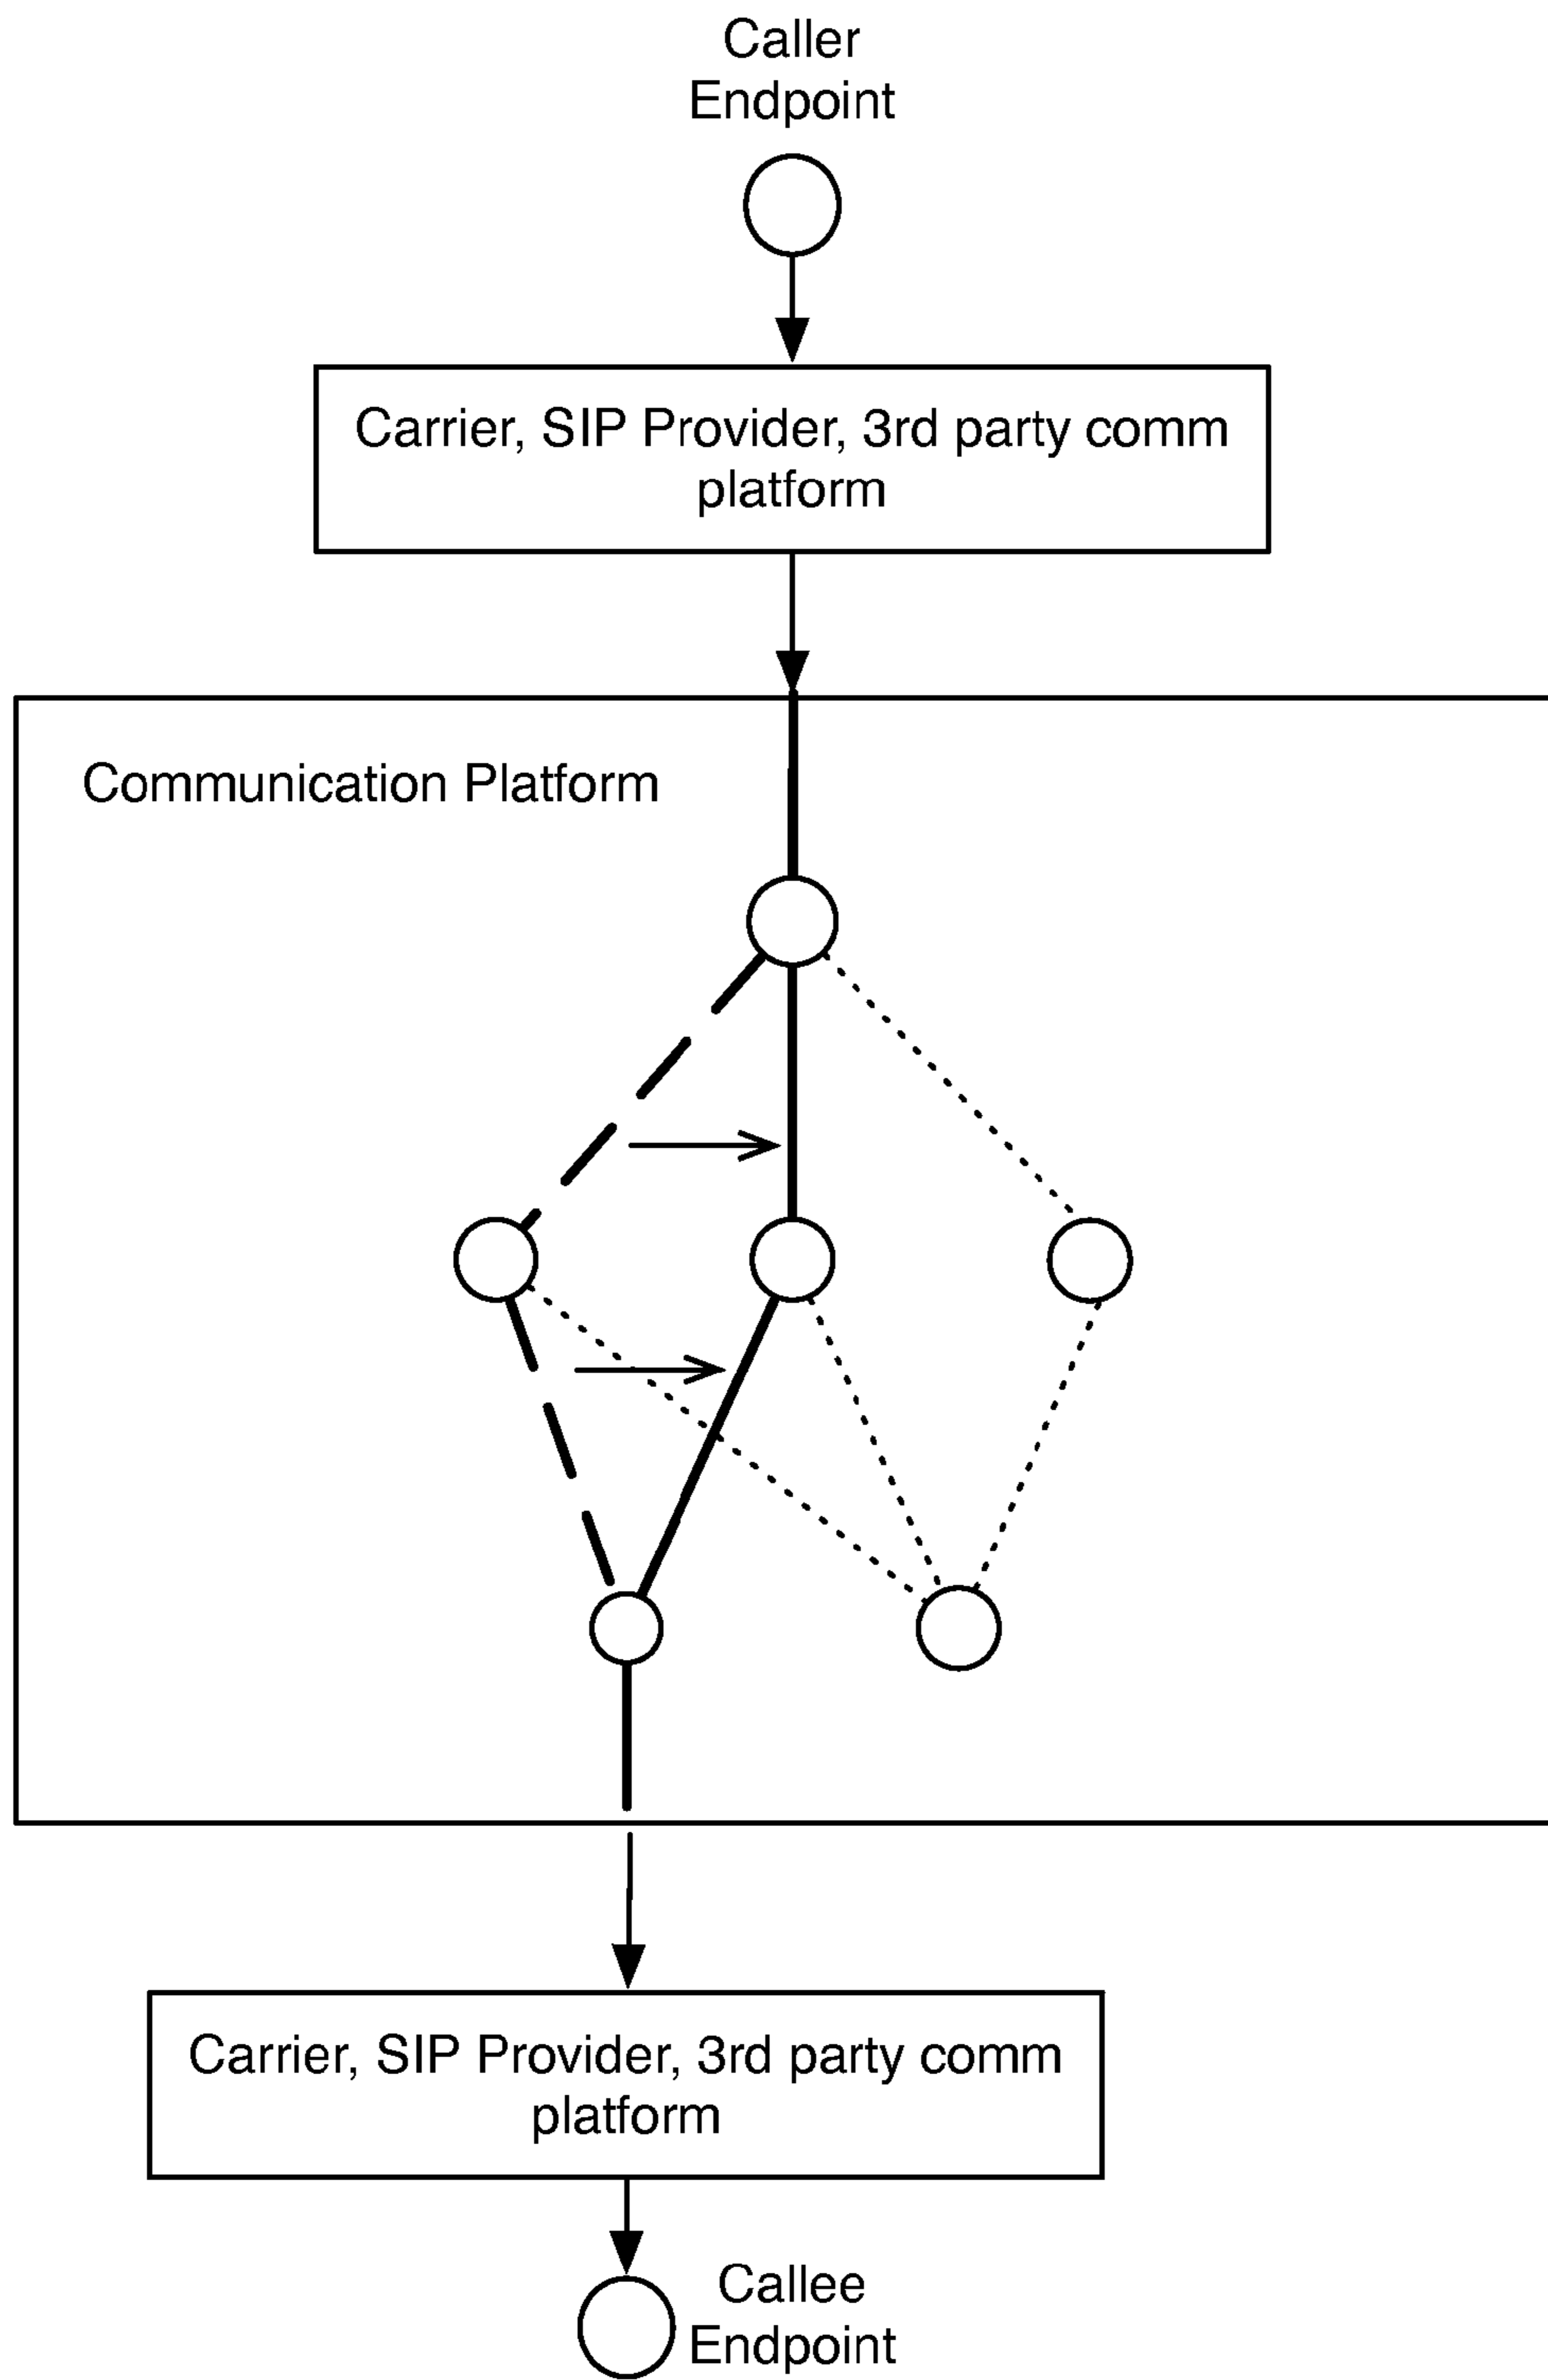 Caller
Endpoint
Carrier, SIP Provider, 3rd party comm
platform
Communication Platform
Carrier, SIP Provider, 3rd party comm
platform
Callee
Endpoint